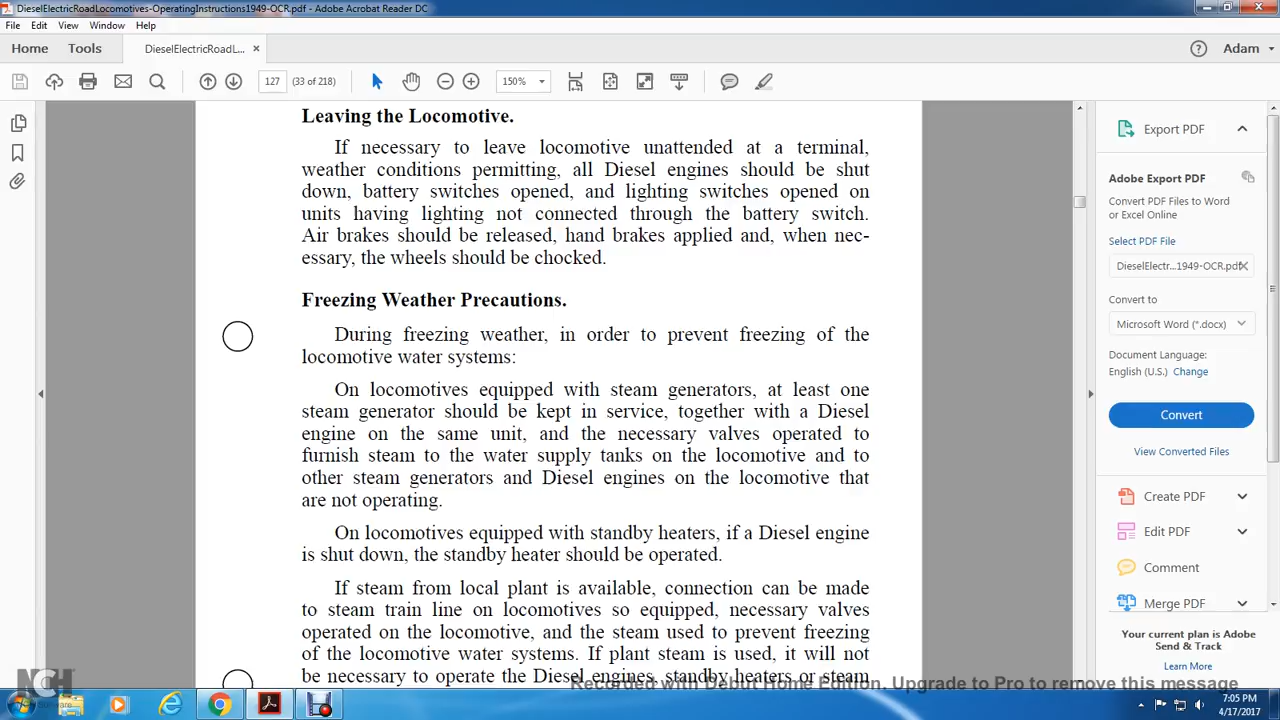 DieselElectricRoadLocomotives-OperatingInstructions1949-OCR.pdf - Adobe Acrobat Reader DC
File Edit View Window Help
Home Tools DieselElectricRoadL... × Adam
127 (33 of 218) 150%
Leaving the Locomotive.
If necessary to leave locomotive unattended at a terminal,
weather conditions permitting, all Diesel engines should be shut
down, battery switches opened, and lighting switches opened on
units having lighting not connected through the battery switch.
Air brakes should be released, hand brakes applied and, when nec-
essary, the wheels should be chocked.
Freezing Weather Precautions.
During freezing weather, in order to prevent freezing of the
locomotive water systems:
On locomotives equipped with steam generators, at least one
steam generator should be kept in service, together with a Diesel
engine on the same unit, and the necessary valves operated to
furnish steam to the water supply tanks on the locomotive and to
other steam generators and Diesel engines on the locomotive that
are not operating.
On locomotives equipped with standby heaters, if a Diesel engine
is shut down, the standby heater should be operated.
If steam from local plant is available, connection can be made
to steam train line on locomotives so equipped, necessary valves
operated on the locomotive, and the steam used to prevent freezing
of the locomotive water systems. If plant steam is used, it will not
be necessary to operate the Diesel engines, standby heaters or steam
Export PDF
Adobe Export PDF
Convert PDF Files to Word
or Excel Online
Select PDF File
DieselElectr...1949-OCR.pdf
Convert to
Microsoft Word (*.docx)
Document Language:
English (U.S.) Change
Convert
View Converted Files
Create PDF
Edit PDF
Comment
Merge PDF
Your current plan is Adobe
Send & Track
Learn More
NCH
Recorded with Debut Home Edition. Upgrade to Pro to remove this message
7:05 PM
4/17/2017